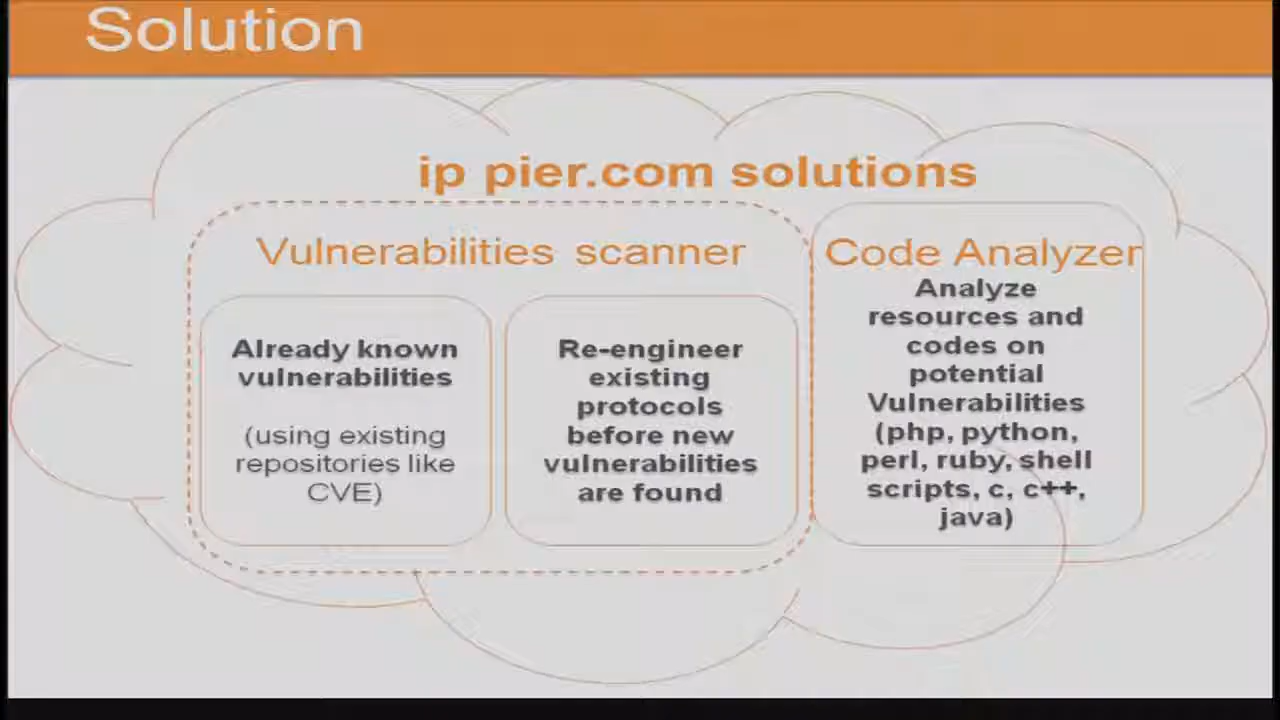 Solution
ip pier.com solutions
Vulnerabilities scanner
Already known
vulnerabilities
(using existing
repositories like
CVE)
Re-engineer
existing
protocols
before new
vulnerabilities
are found
Code Analyzer
Analyze
resources and
codes on
potential
Vulnerabilities
(php, python,
perl, ruby, shell
scripts, c, c++,
java)